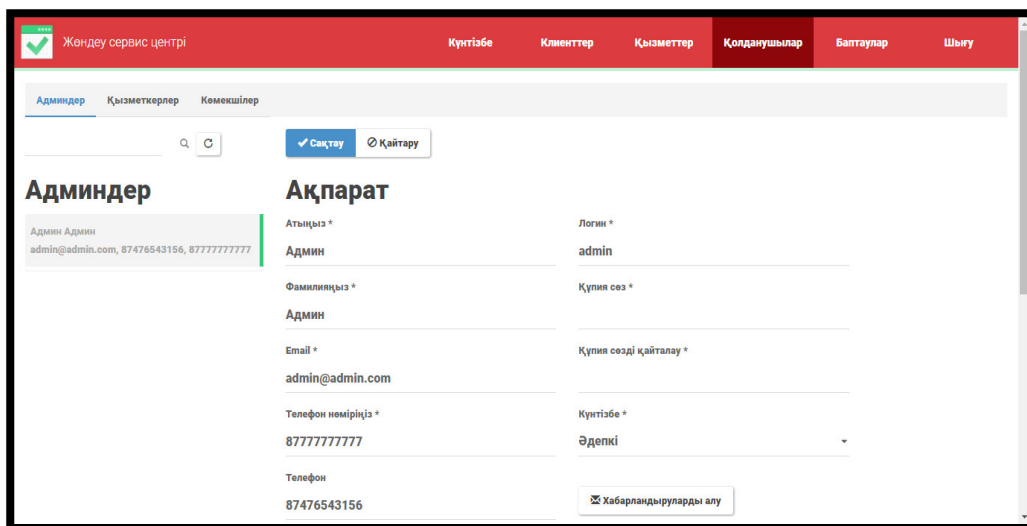 Жөндеу сервис центрі
Күнтізбе Клиенттер Қызметтер Қолданушылар Баптаулар Шығу
Админдер Қызметкерлер Көмекшілер
Сақтау Қайтару
Админдер
Админ Админ
admin@admin.com, 87476543156, 87777777777
Ақпарат
Атыңыз * Логин *
Админ admin
Фамилияңыз * Құпия сөз *
Админ
Email * Құпия сөзді қайталау *
admin@admin.com
Телефон нөміріңіз * Күнтізбе *
87777777777 Әдепкі
Телефон
87476543156 Хабарландыруларды алу